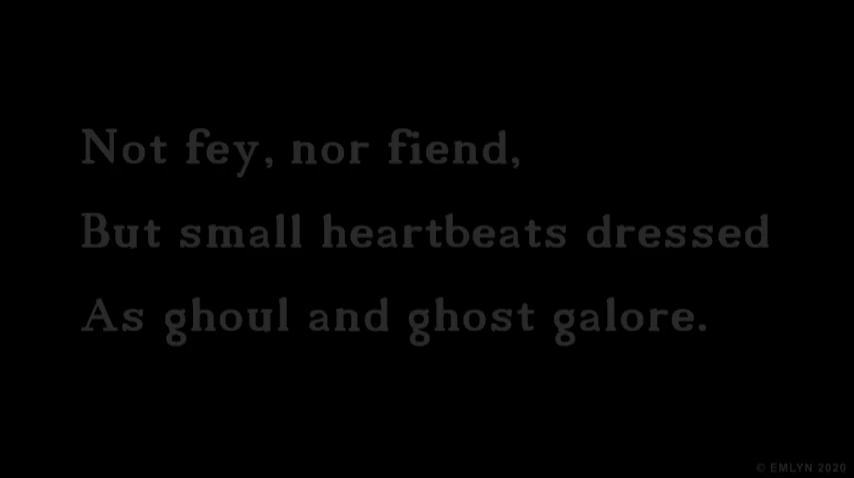 Not fey, nor fiend,
But small heartbeats dressed
As ghoul and ghost galore.
© EMLYN 2020